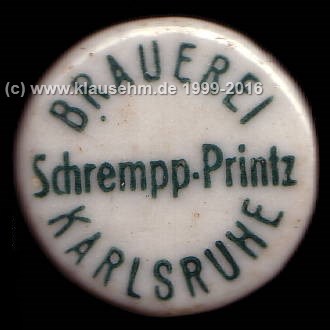 BRAUEREI
(c) www.klausehm.de 1999-2016
Schrempp-Printz
KARLSRUHE